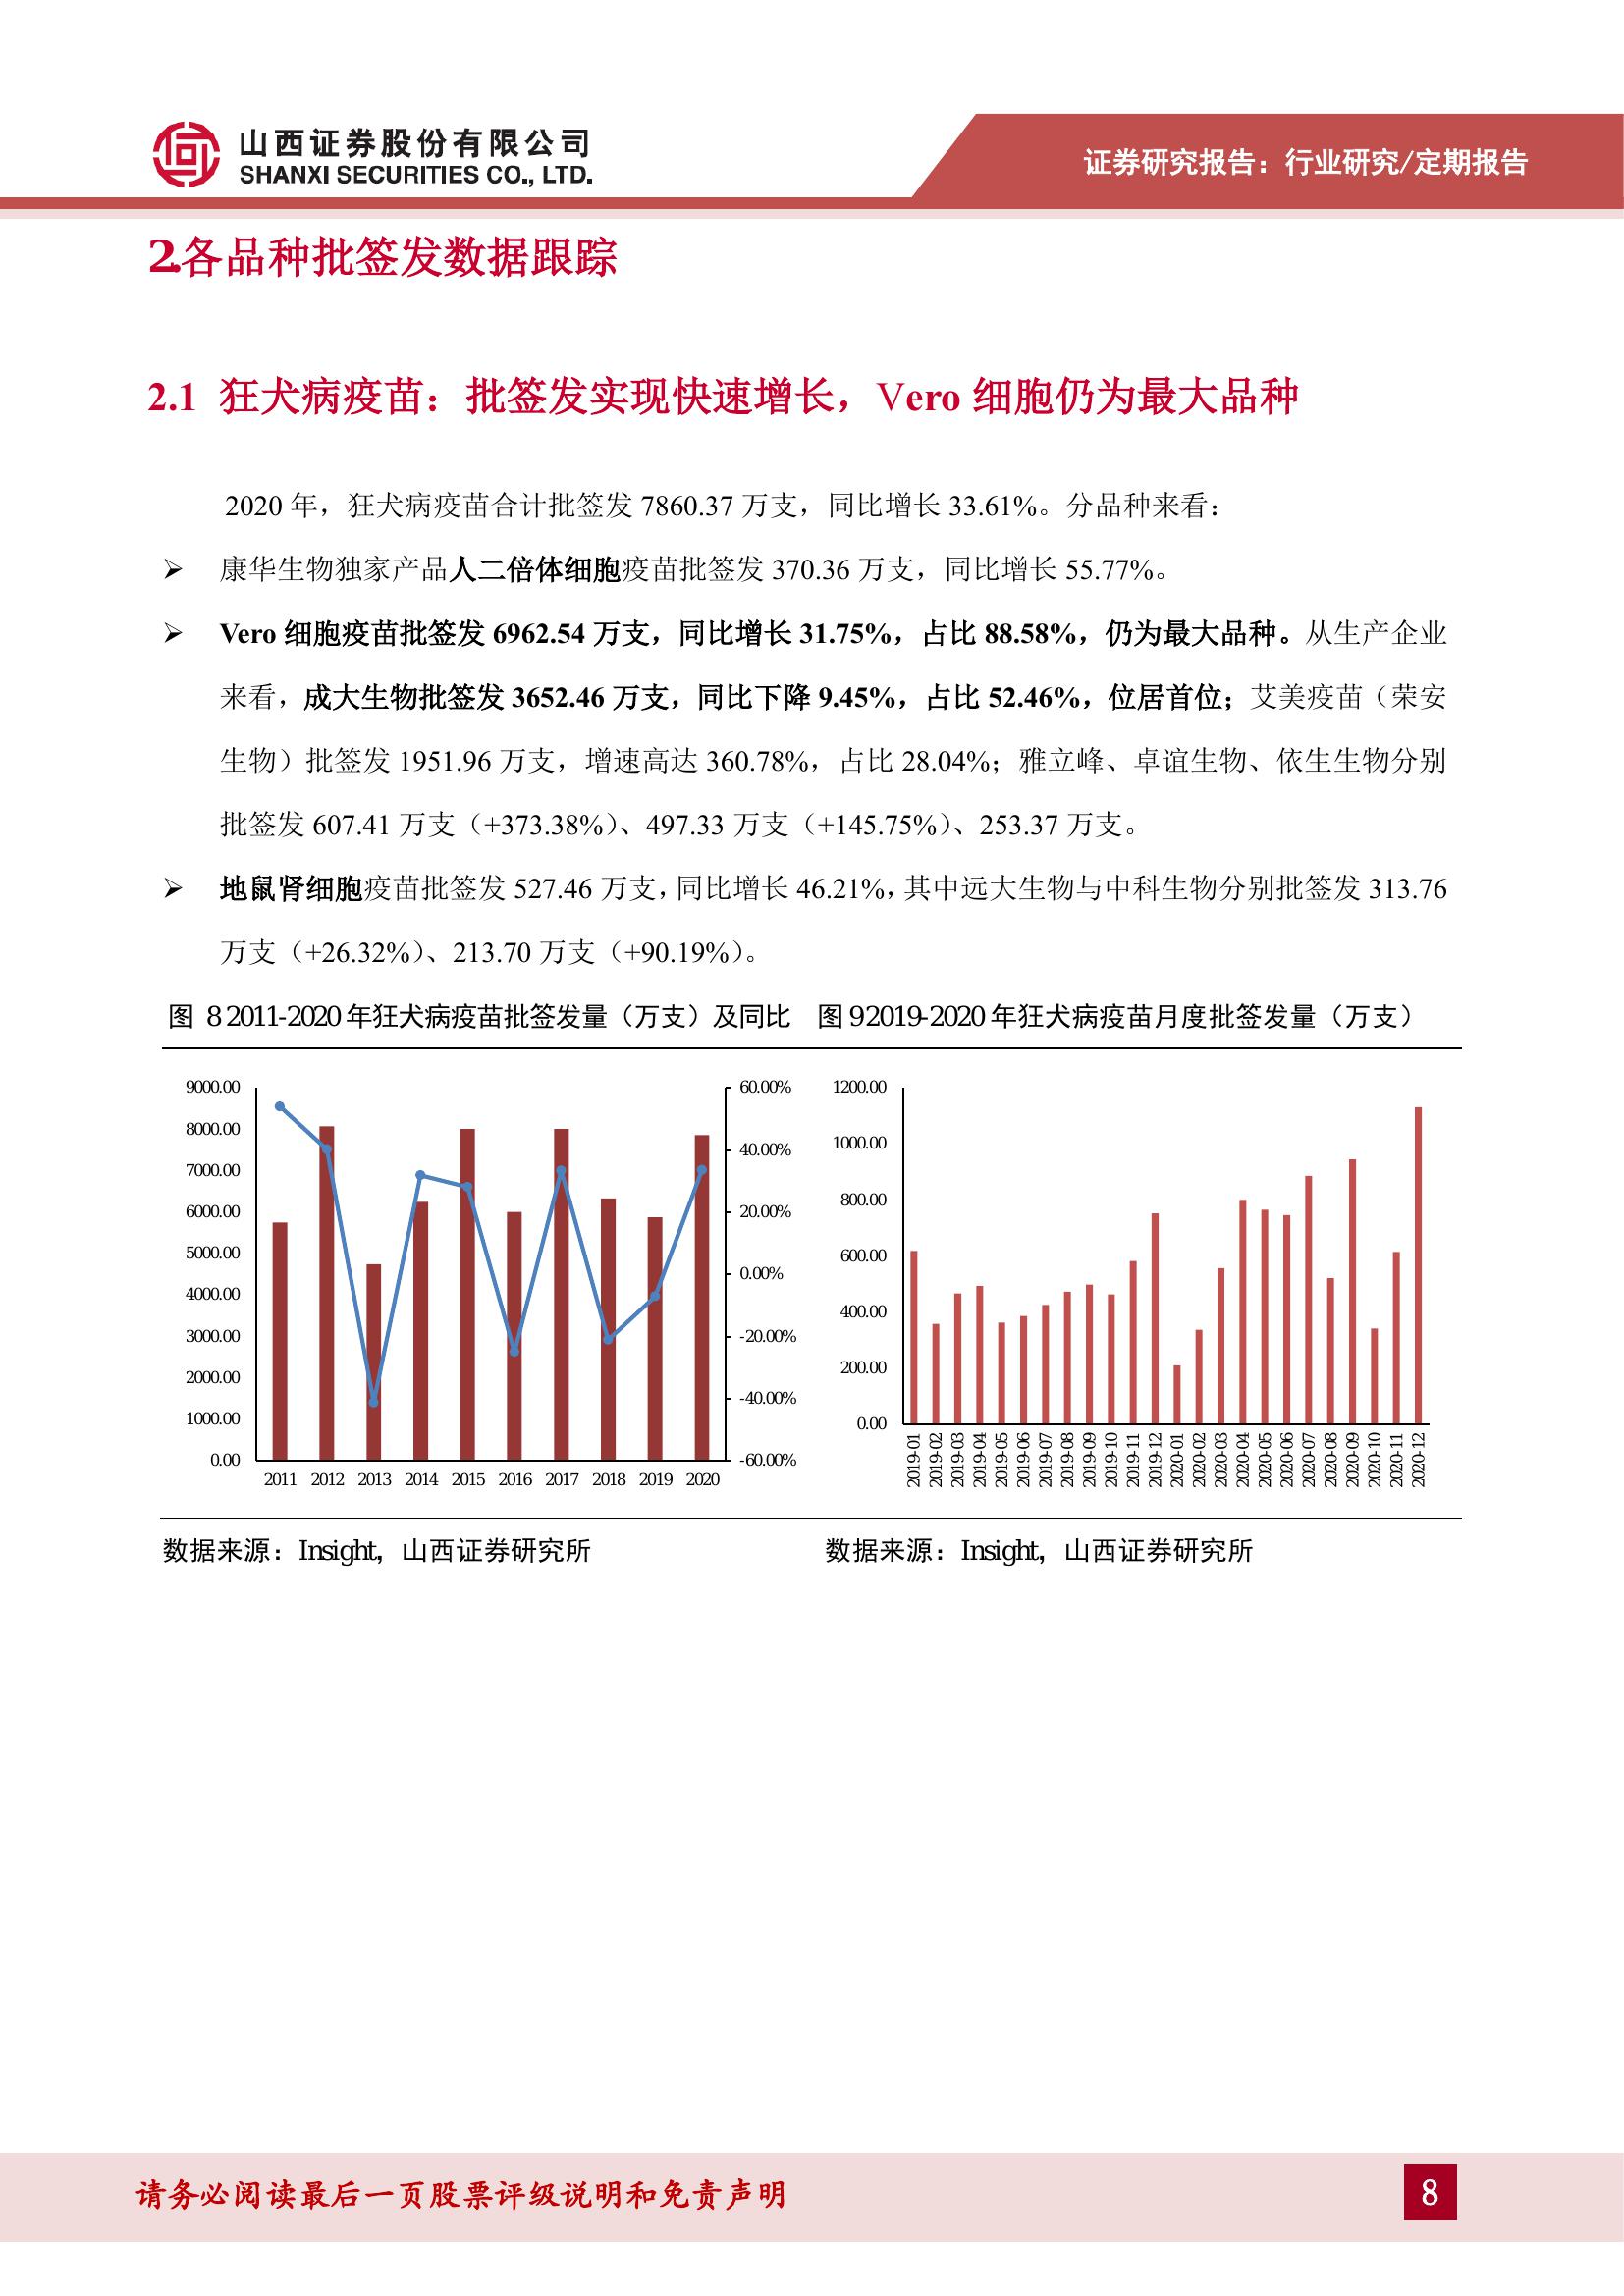 山西证券股份有限公司
SHANXI SECURITIES CO., LTD.
证券研究报告：行业研究/定期报告
2.各品种批签发数据跟踪
2.1 狂犬病疫苗：批签发实现快速增长，Vero 细胞仍为最大品种
2020 年，狂犬病疫苗合计批签发 7860.37 万支，同比增长 33.61%。分品种来看：
➢ 康华生物独家产品人二倍体细胞疫苗批签发 370.36 万支，同比增长 55.77%。
➢ Vero 细胞疫苗批签发 6962.54 万支，同比增长 31.75%，占比 88.58%，仍为最大品种。从生产企业
来看，成大生物批签发 3652.46 万支，同比下降 9.45%，占比 52.46%，位居首位；艾美疫苗（荣安
生物）批签发 1951.96 万支，增速高达 360.78%，占比 28.04%；雅立峰、卓谊生物、依生生物分别
批签发 607.41 万支（+373.38%）、497.33 万支（+145.75%）、253.37 万支。
➢ 地鼠肾细胞疫苗批签发 527.46 万支，同比增长 46.21%，其中远大生物与中科生物分别批签发 313.76
万支（+26.32%）、213.70 万支（+90.19%）。
图 8 2011-2020 年狂犬病疫苗批签发量（万支）及同比
9000.00
8000.00
7000.00
6000.00
5000.00
4000.00
3000.00
2000.00
1000.00
0.00
60.00%
40.00%
20.00%
0.00%
-20.00%
-40.00%
-60.00%
2011 2012 2013 2014 2015 2016 2017 2018 2019 2020
图 9 2019-2020 年狂犬病疫苗月度批签发量（万支）
1200.00
1000.00
800.00
600.00
400.00
200.00
0.00
2019-01
2019-02
2019-03
2019-04
2019-05
2019-06
2019-07
2019-08
2019-09
2019-10
2019-11
2019-12
2020-01
2020-02
2020-03
2020-04
2020-05
2020-06
2020-07
2020-08
2020-09
2020-10
2020-11
2020-12
数据来源：Insight，山西证券研究所
数据来源：Insight，山西证券研究所
请务必阅读最后一页股票评级说明和免责声明
8